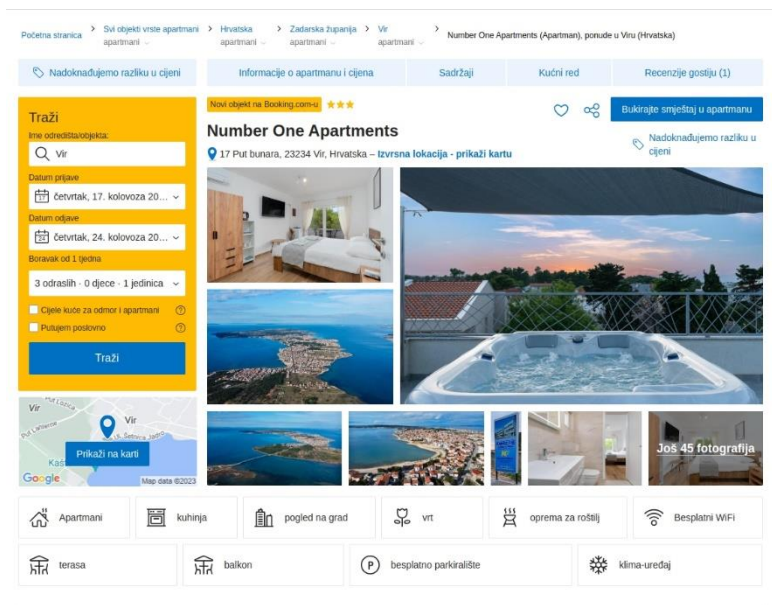 Početna stranica
Svi objekti vrste apartmani
apartmani
Hrvatska
apartmani
Zadarska županija
apartmani
Vir
apartmani
Number One Apartments (Apartman), ponude u Viru (Hrvatska)
Nadoknađujemo razliku u cijeni
Informacije o apartmanu i cijena
Sadržaji
Kućni red
Recenzije gostiju (1)
Traži
Ime odredišta/objekta:
Vir
Datum prijave
17
četvrtak, 17. kolovoza 20...
Datum odjave
24
četvrtak, 24. kolovoza 20...
Boravak od 1 tjedna
3 odraslih · 0 djece · 1 jedinica
Cijele kuće za odmor i apartmani
Putujem poslovno
Traži
Novi objekt na Booking.com-u
Number One Apartments
17 Put bunara, 23234 Vir, Hrvatska – Izvrsna lokacija - prikaži kartu
Bukirajte smještaj u apartmanu
Nadoknađujemo razliku u
cijeni
Vir
Vir
Prikaži na karti
Google
Map data ©2023
Još 45 fotografija
Apartmani
kuhinja
pogled na grad
vrt
oprema za roštilj
Besplatni WiFi
terasa
balkon
P
besplatno parkiralište
klima-uređaj